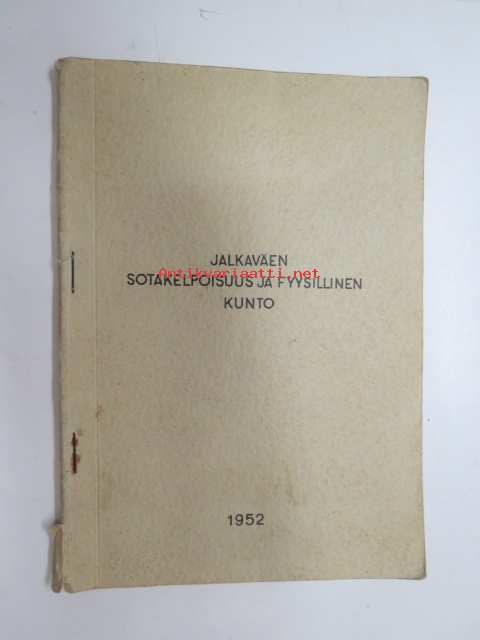 JALKAVÄEN
Antikvariaatti.net
SOTAKELPOISUUS JA FYYSILLINEN
KUNTO
1952